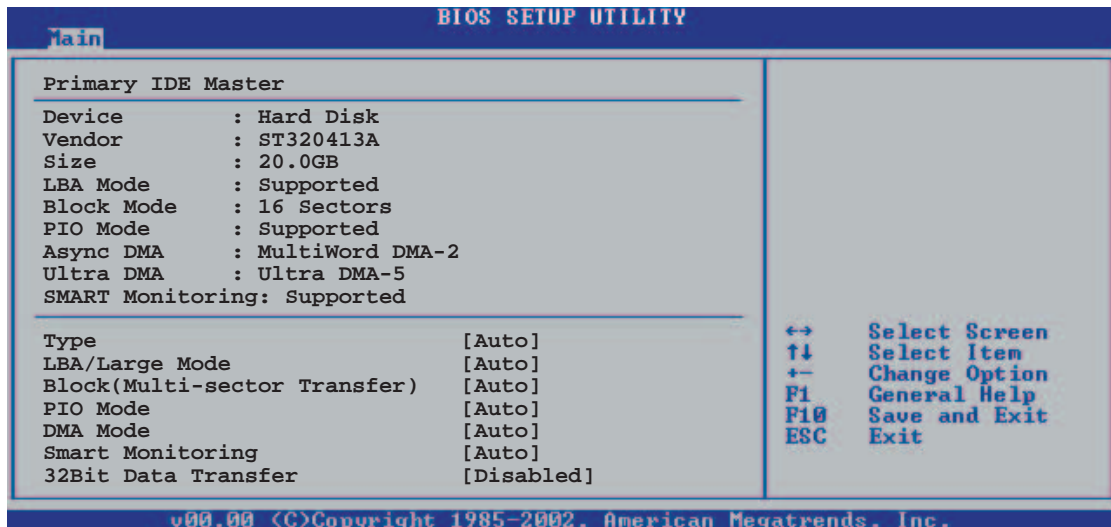 BIOS SETUP UTILITY
Main
Primary IDE Master
Device : Hard Disk
Vendor : ST320413A
Size : 20.0GB
LBA Mode : Supported
Block Mode : 16 Sectors
PIO Mode : Supported
Async DMA : MultiWord DMA-2
Ultra DMA : Ultra DMA-5
SMART Monitoring: Supported
Type [Auto]
LBA/Large Mode [Auto]
Block(Multi-sector Transfer) [Auto]
PIO Mode [Auto]
DMA Mode [Auto]
Smart Monitoring [Auto]
32Bit Data Transfer [Disabled]
←→ Select Screen
↑↓ Select Item
+- Change Option
F1 General Help
F10 Save and Exit
ESC Exit
v00.00 (C)Copyright 1985-2002, American Megatrends, Inc.